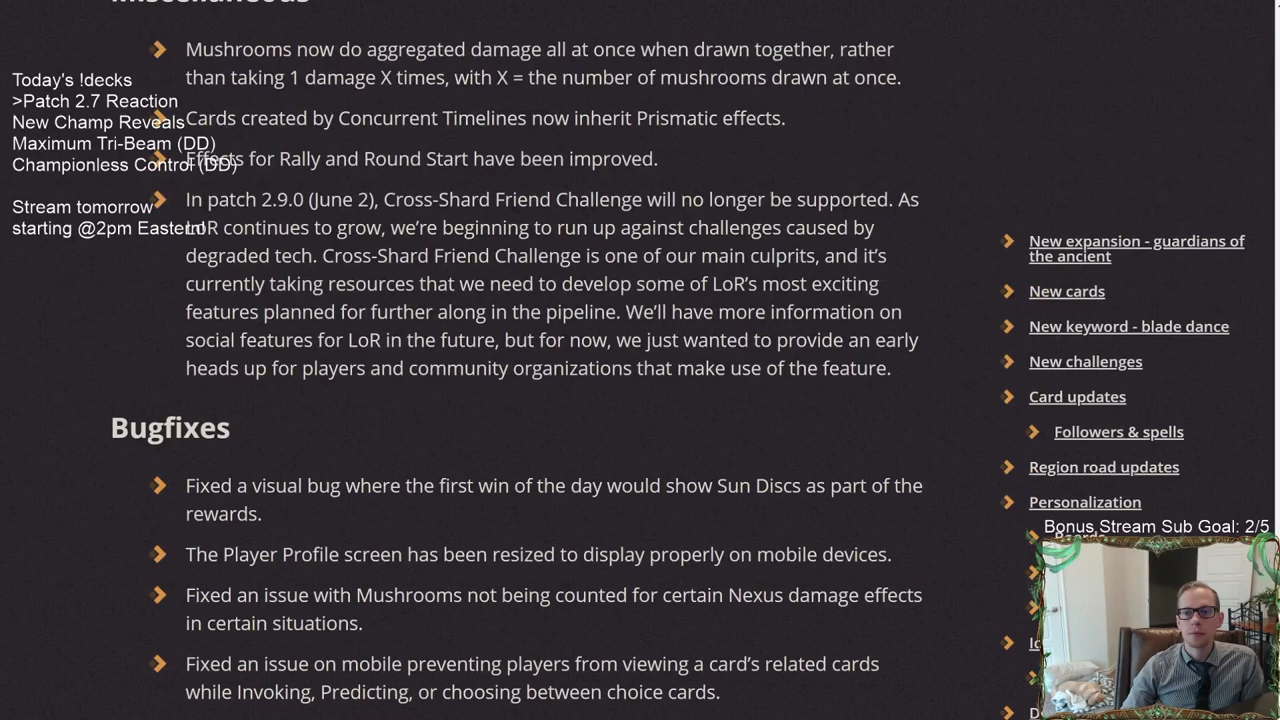 Miscellaneous
Mushrooms now do aggregated damage all at once when drawn together, rather
than taking 1 damage X times, with X = the number of mushrooms drawn at once.
Cards created by Concurrent Timelines now inherit Prismatic effects.
Effects for Rally and Round Start have been improved.
In patch 2.9.0 (June 2), Cross-Shard Friend Challenge will no longer be supported. As
LoR continues to grow, we’re beginning to run up against challenges caused by
degraded tech. Cross-Shard Friend Challenge is one of our main culprits, and it’s
currently taking resources that we need to develop some of LoR’s most exciting
features planned for further along in the pipeline. We’ll have more information on
social features for LoR in the future, but for now, we just wanted to provide an early
heads up for players and community organizations that make use of the feature.
Bugfixes
Fixed a visual bug where the first win of the day would show Sun Discs as part of the
rewards.
The Player Profile screen has been resized to display properly on mobile devices.
Fixed an issue with Mushrooms not being counted for certain Nexus damage effects
in certain situations.
Fixed an issue on mobile preventing players from viewing a card’s related cards
while Invoking, Predicting, or choosing between choice cards.
Today's !decks
>Patch 2.7 Reaction
New Champ Reveals
Maximum Tri-Beam (DD)
Championless Control (DD)
Stream tomorrow
starting @2pm Eastern!
New expansion - guardians of
the ancient
New cards
New keyword - blade dance
New challenges
Card updates
Followers & spells
Region road updates
Personalization
Bonus Stream Sub Goal: 2/5